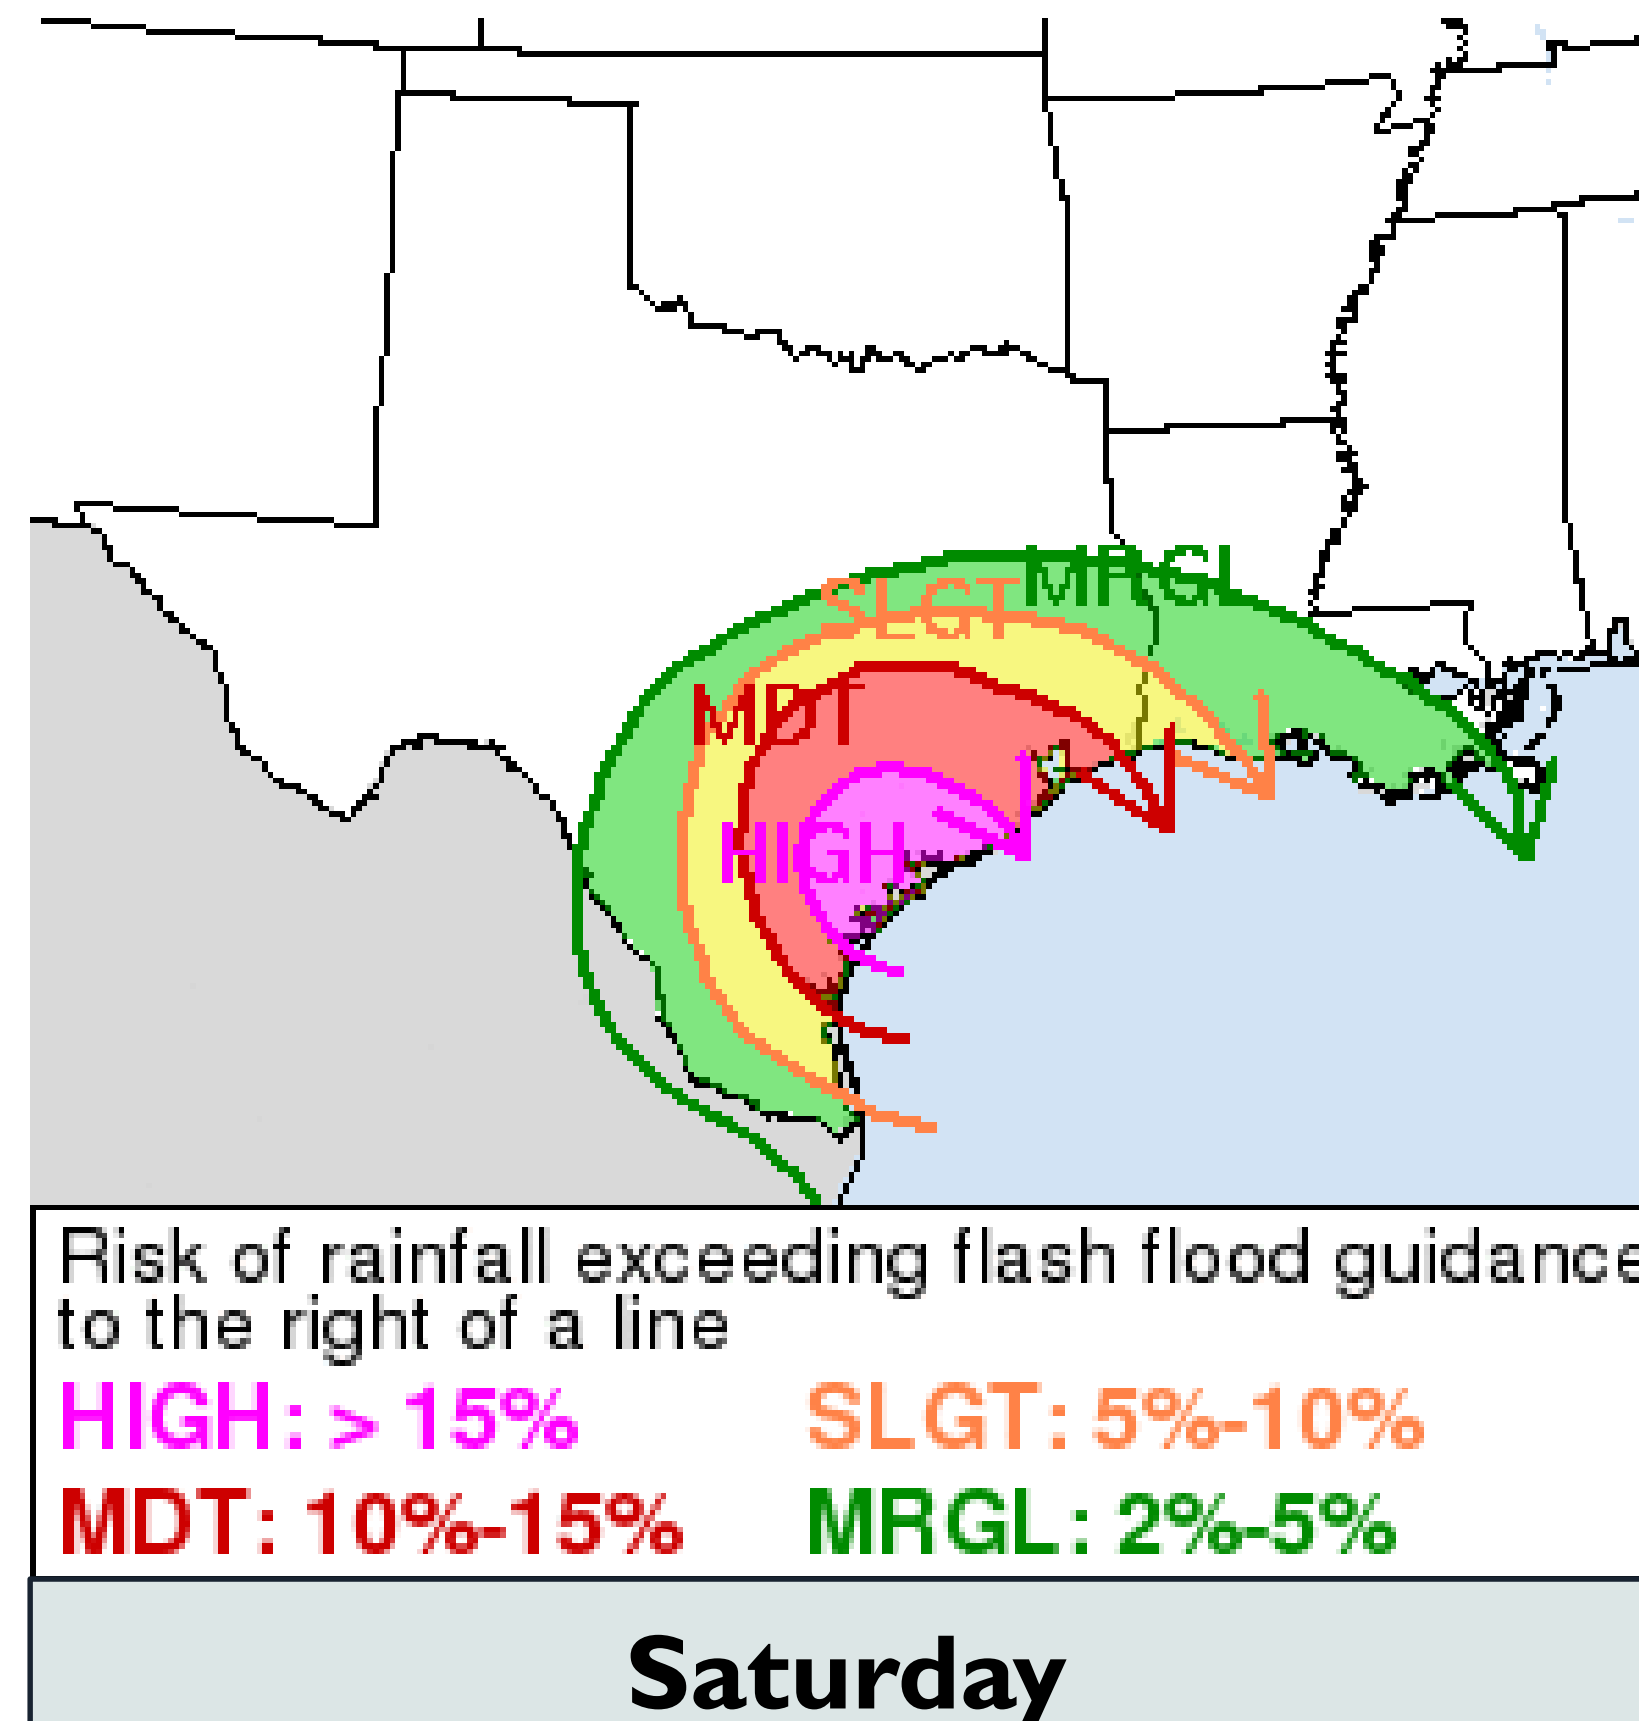 MRGL
SLGT
MDT
HIGH
Risk of rainfall exceeding flash flood guidance
to the right of a line
HIGH: > 15% SLGT: 5%-10%
MDT: 10%-15% MRGL: 2%-5%
Saturday